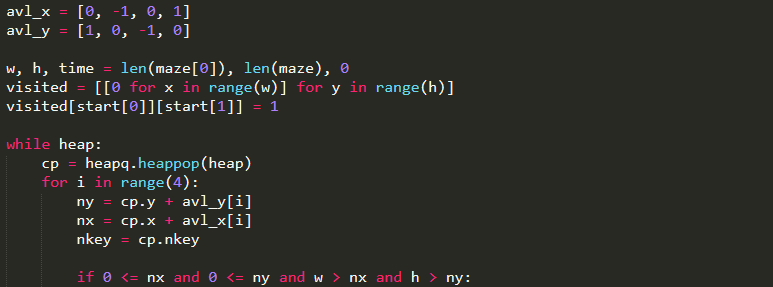 avl_x = [0, -1, 0, 1]
avl_y = [1, 0, -1, 0]
w, h, time = len(maze[0]), len(maze), 0
visited = [[0 for x in range(w)] for y in range(h)]
visited[start[0]][start[1]] = 1
while heap:
    cp = heapq.heappop(heap)
    for i in range(4):
        ny = cp.y + avl_y[i]
        nx = cp.x + avl_x[i]
        nkey = cp.nkey
        if 0 <= nx and 0 <= ny and w > nx and h > ny: